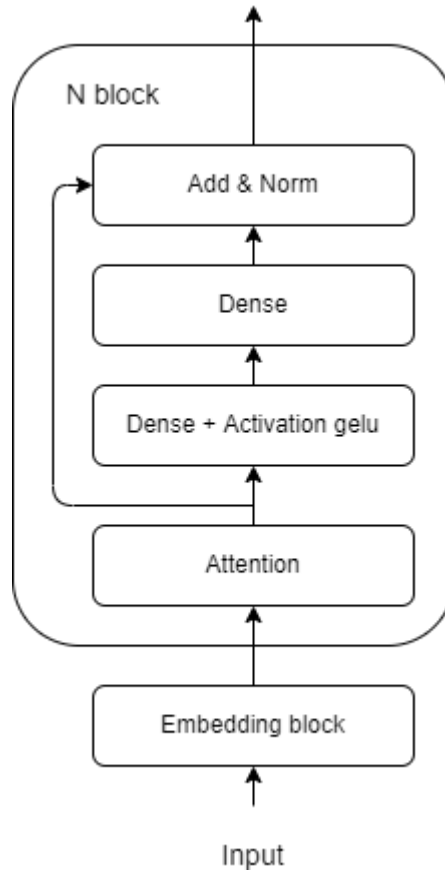 N block
Add & Norm
Dense
Dense + Activation gelu
Attention
Embedding block
Input